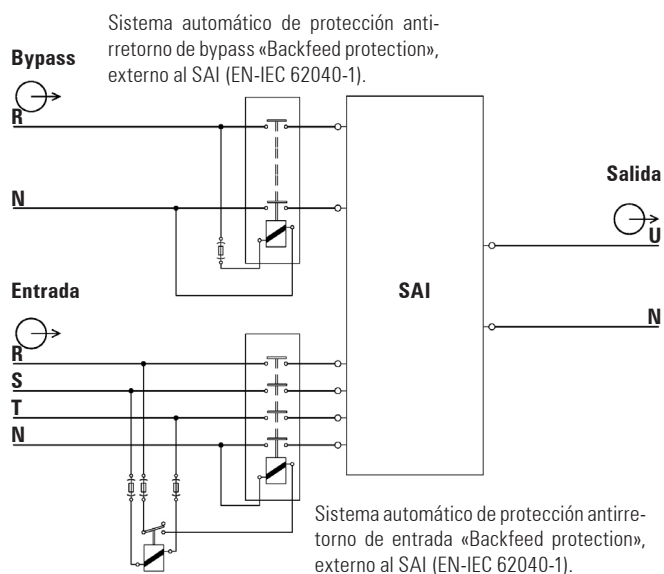 Sistema automático de protección anti-
rretorno de bypass «Backfeed protection»,
externo al SAI (EN-IEC 62040-1).
Bypass
R
N
Salida
U
N
SAI
Entrada
R
S
T
N
Sistema automático de protección antirre-
torno de entrada «Backfeed protection»,
externo al SAI (EN-IEC 62040-1).